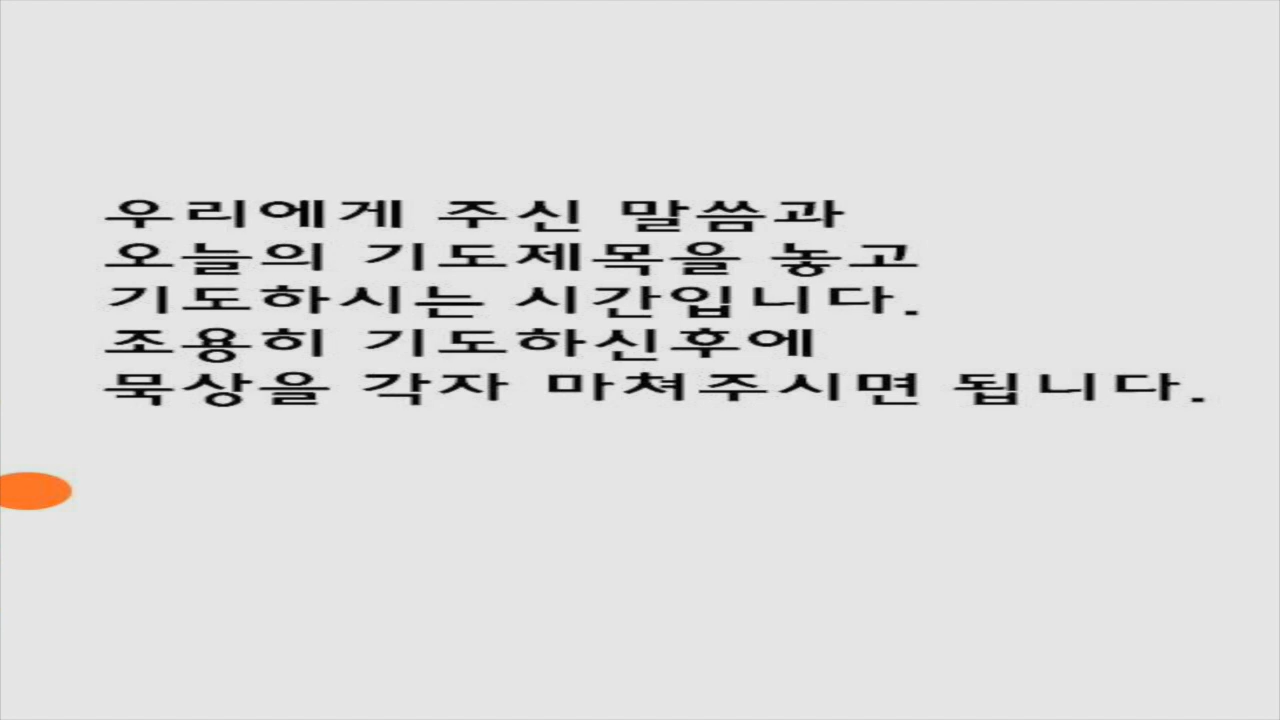 우리에게 주신 말씀과
오늘의 기도제목을 놓고
기도하시는 시간입니다.
조용히 기도하신후에
묵상을 각자 마쳐주시면 됩니다.